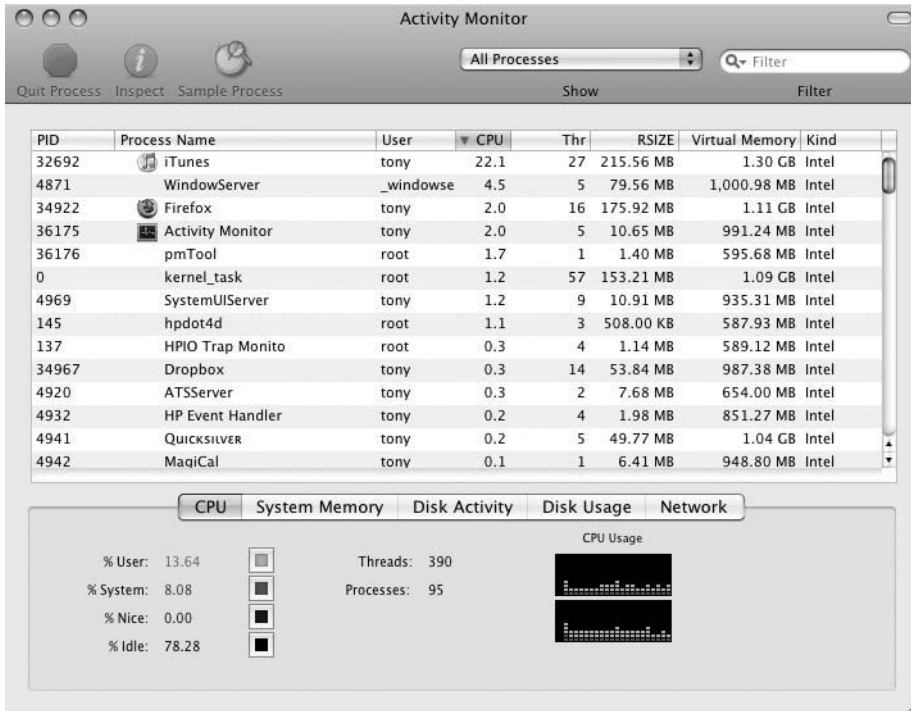 Activity Monitor
All Processes
Filter
Quit Process Inspect Sample Process Show Filter
PID Process Name User CPU Thr RSIZE Virtual Memory Kind
32692 iTunes tony 22.1 27 215.56 MB 1.30 GB Intel
4871 WindowServer _windowse 4.5 5 79.56 MB 1,000.98 MB Intel
34922 Firefox tony 2.0 16 175.92 MB 1.11 GB Intel
36175 Activity Monitor tony 2.0 5 10.65 MB 991.24 MB Intel
36176 pmTool root 1.7 1 1.40 MB 595.68 MB Intel
0 kernel_task root 1.2 57 153.21 MB 1.09 GB Intel
4969 SystemUIServer tony 1.2 9 10.91 MB 935.31 MB Intel
145 hpdot4d root 1.1 3 508.00 KB 587.93 MB Intel
137 HPIO Trap Monito root 0.3 4 1.14 MB 589.12 MB Intel
34967 Dropbox tony 0.3 14 53.84 MB 987.38 MB Intel
4920 ATSServer tony 0.3 2 7.68 MB 654.00 MB Intel
4932 HP Event Handler tony 0.2 4 1.98 MB 851.27 MB Intel
4941 Quicksilver tony 0.2 5 49.77 MB 1.04 GB Intel
4942 MagiCal tony 0.1 1 6.41 MB 948.80 MB Intel
CPU System Memory Disk Activity Disk Usage Network
CPU Usage
% User: 13.64 Threads: 390
% System: 8.08 Processes: 95
% Nice: 0.00
% Idle: 78.28